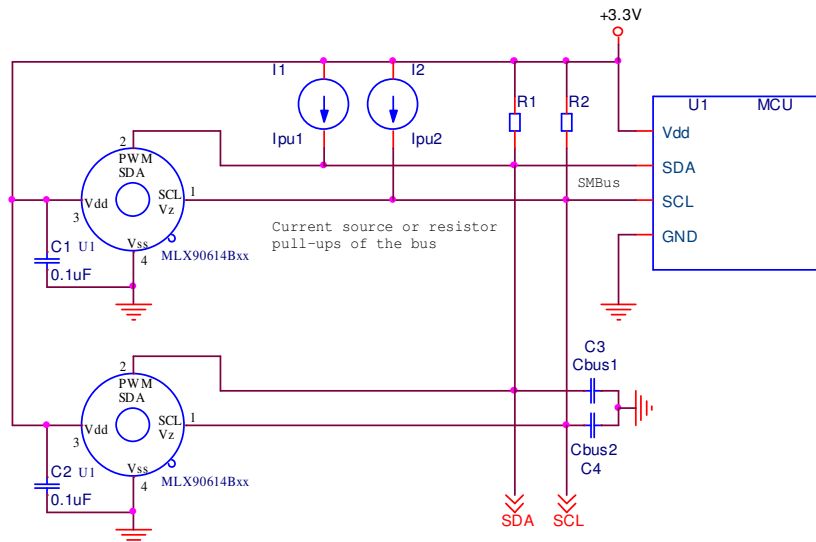 +3.3V
I1
I2
R1
R2
U1
MCU
Ipu1
Ipu2
Vdd
SDA
SCL
GND
SMBus
2
PWM
SDA
SCL
Vz
1
Vdd
3
Vss
4
C1
U1
0.1uF
MLX90614Bxx
Current source or resistor
pull-ups of the bus
2
PWM
SDA
SCL
Vz
1
Vdd
3
Vss
4
C2
U1
0.1uF
MLX90614Bxx
C3
Cbus1
Cbus2
C4
SDA
SCL